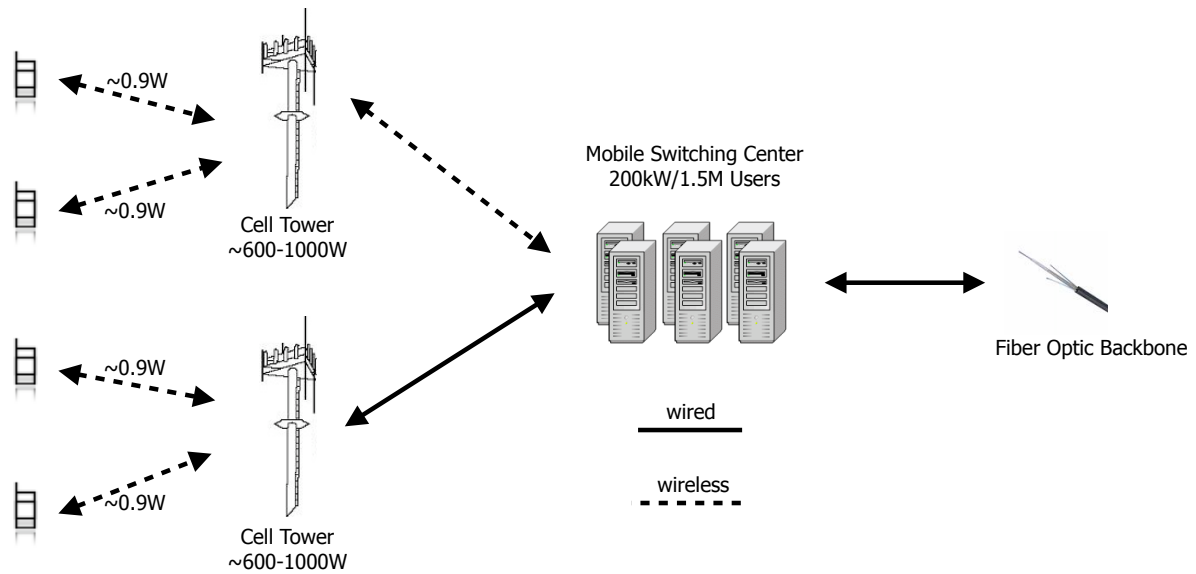 ~0.9W
~0.9W
Cell Tower
~600-1000W
Mobile Switching Center
200kW/1.5M Users
Fiber Optic Backbone
~0.9W
~0.9W
Cell Tower
~600-1000W
wired
wireless